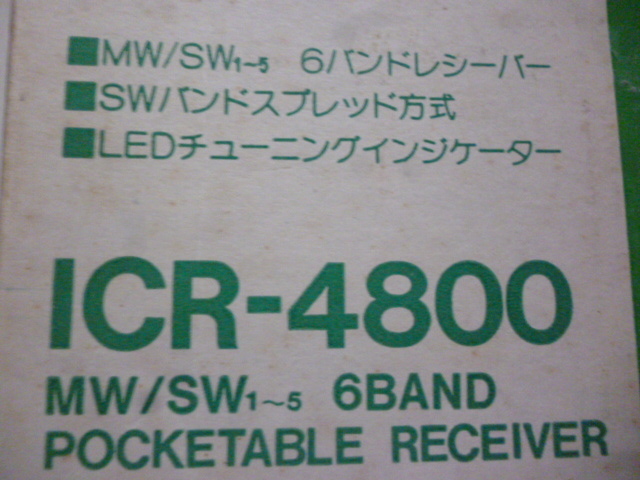 ■MW/SW1~5 6バンドレシーバー
■SWバンドスプレッド方式
■LEDチューニングインジケーター
ICR-4800
MW/SW1~5 6BAND
POCKETABLE RECEIVER